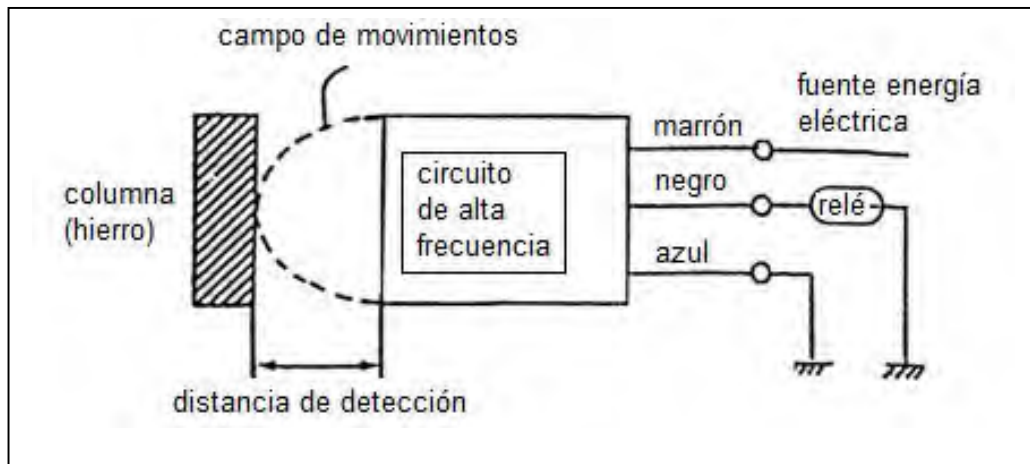 campo de movimientos
fuente energía
eléctrica
marrón
circuito
de alta
frecuencia
columna
(hierro)
negro
relé
azul
distancia de detección